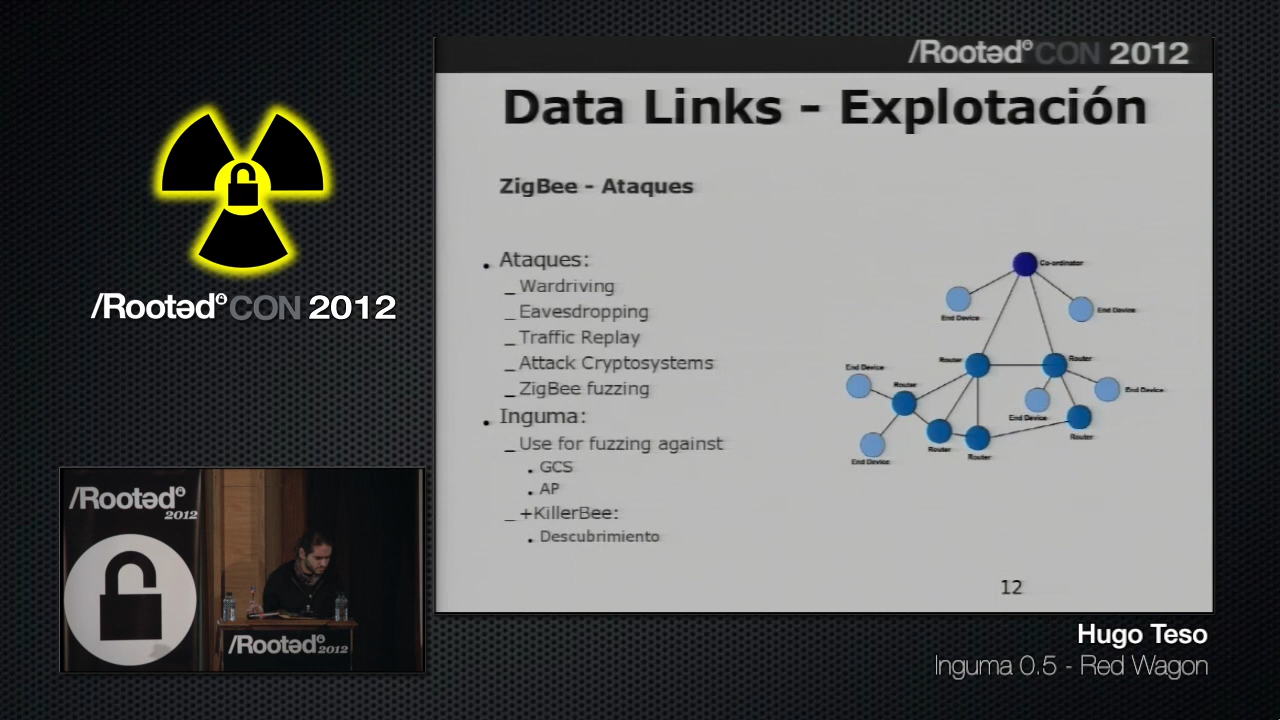 /Rootəd CON 2012
Data Links - Explotación
ZigBee - Ataques
Ataques:
_ Wardriving
_ Eavesdropping
_ Traffic Replay
_ Attack Cryptosystems
_ ZigBee fuzzing
Inguma:
_ Use for fuzzing against
GCS
AP
_ +KillerBee:
Descubrimiento
Co-ordinator
End Device
End Device
Router
Router
End Device
Router
End Device
End Device
Router
Router
Router
End Device
12
/Rootəd CON 2012
/Rootəd
2012
/Rootəd 2012
Hugo Teso
Inguma 0.5 - Red Wagon